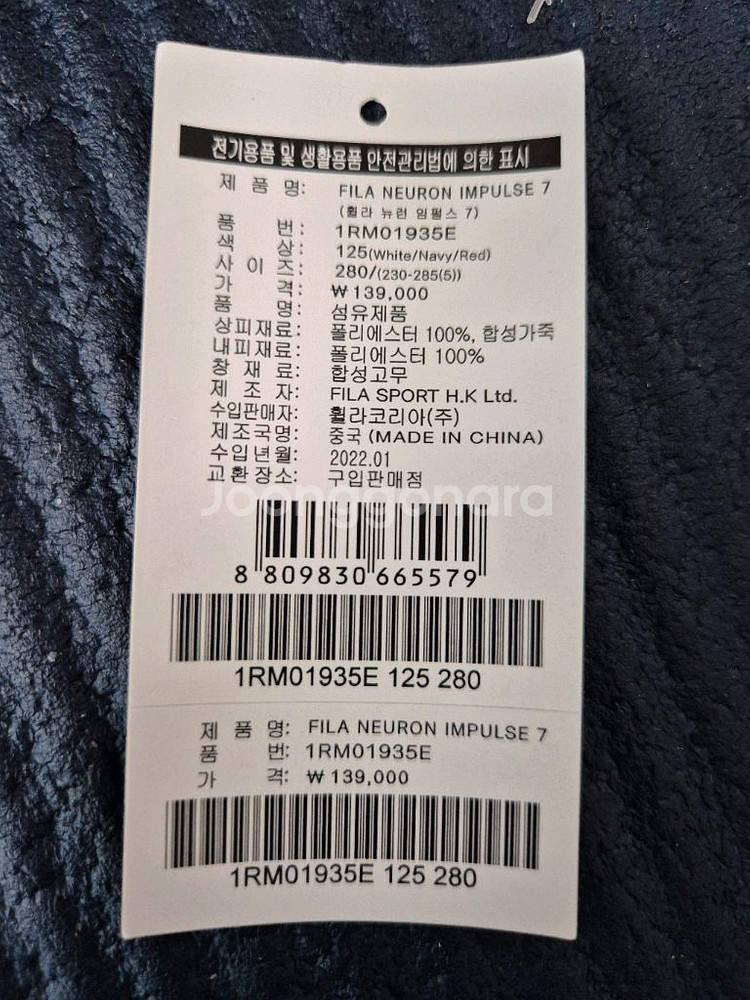 전기용품 및 생활용품 안전관리법에 의한 표시
제 품 명: FILA NEURON IMPULSE 7
(휠라 뉴런 임펄스 7)
품 번: 1RM01935E
색 상: 125(White/Navy/Red)
사 이 즈: 280/(230-285(5))
가 격: ₩ 139,000
품 명: 섬유제품
상피재료: 폴리에스터 100%, 합성가죽
내피재료: 폴리에스터 100%
창 재 료: 합성고무
제 조 자: FILA SPORT H.K Ltd.
수입판매자: 휠라코리아(주)
제조국명: 중국 (MADE IN CHINA)
수입년월: 2022.01
교환장소: 구입판매점
Joonggonara
8 809830 665579
1RM01935E 125 280
제 품 명: FILA NEURON IMPULSE 7
품 번: 1RM01935E
가 격: ₩ 139,000
1RM01935E 125 280